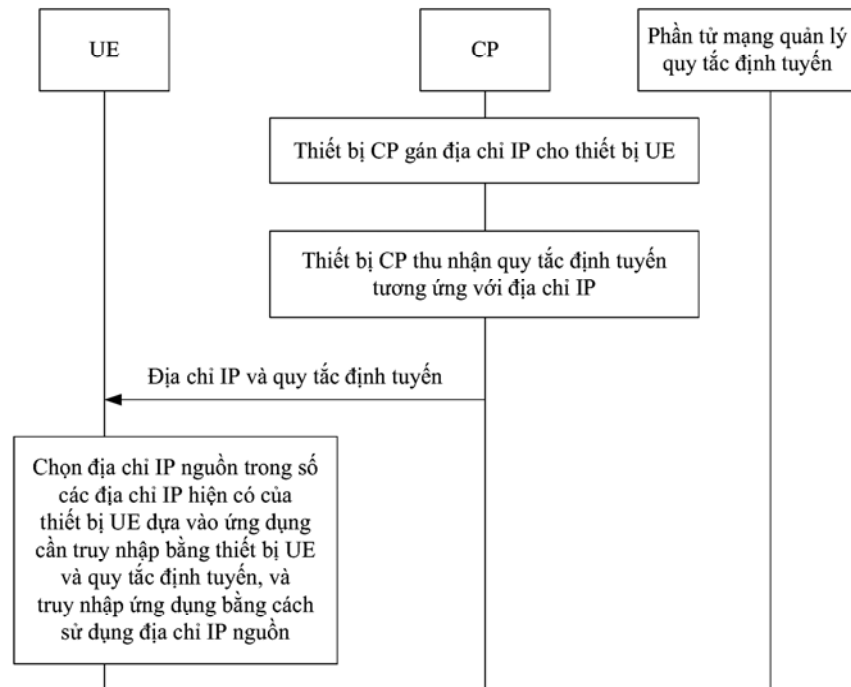 UE
CP
Phần tử mạng quản lý
quy tắc định tuyến
Thiết bị CP gán địa chỉ IP cho thiết bị UE
Thiết bị CP thu nhận quy tắc định tuyến
tương ứng với địa chỉ IP
Địa chỉ IP và quy tắc định tuyến
Chọn địa chỉ IP nguồn trong số
các địa chỉ IP hiện có của
thiết bị UE dựa vào ứng dụng
cần truy nhập bằng thiết bị UE
và quy tắc định tuyến, và
truy nhập ứng dụng bằng cách
sử dụng địa chỉ IP nguồn